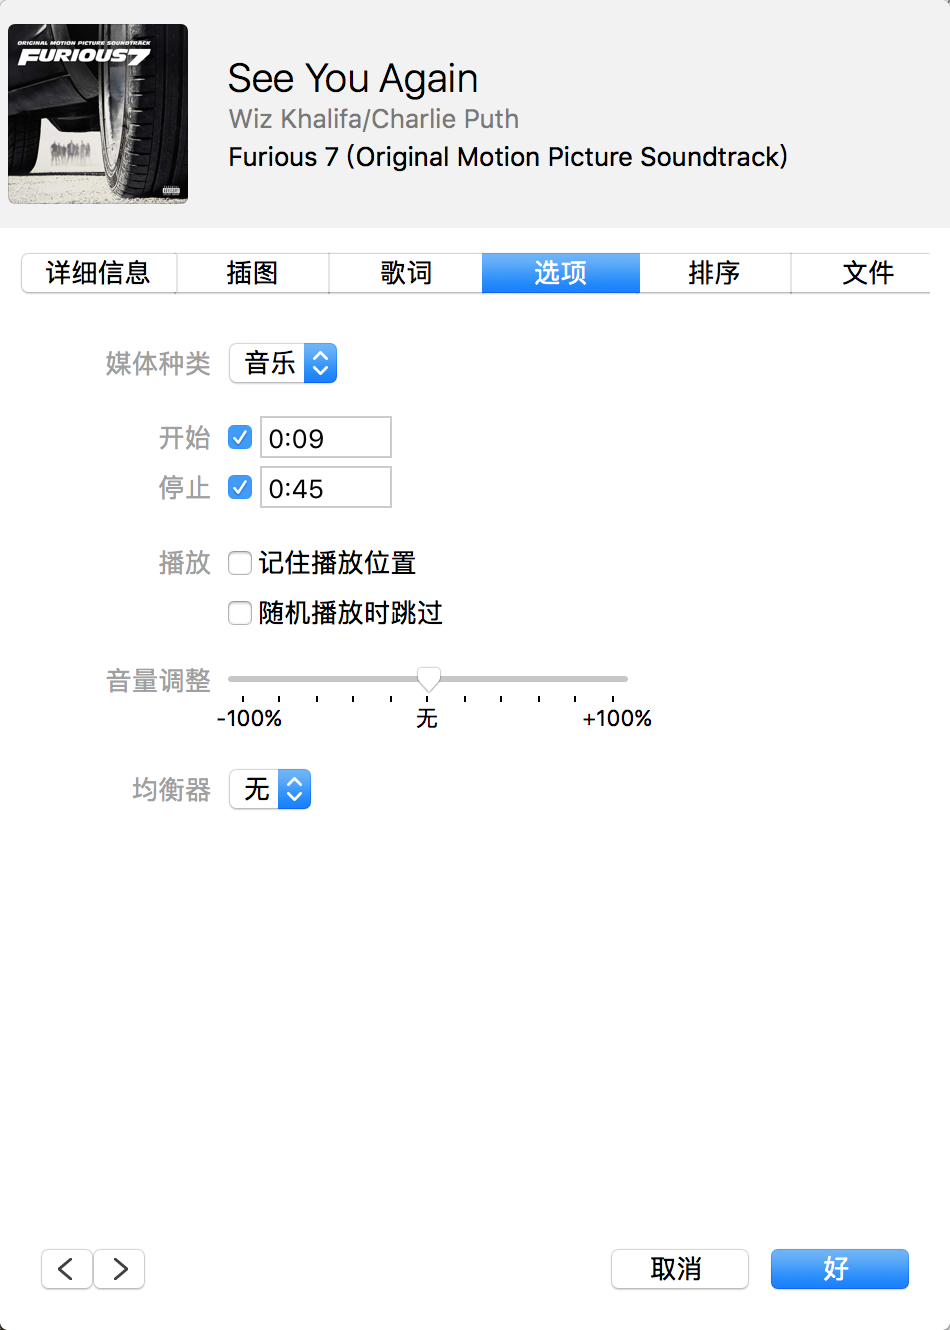 ORIGINAL MOTION PICTURE SOUNDTRACK
FURIOUS 7
See You Again
Wiz Khalifa/Charlie Puth
Furious 7 (Original Motion Picture Soundtrack)
详细信息 插图 歌词 选项 排序 文件
媒体种类 音乐
开始 0:09
停止 0:45
播放 记住播放位置
随机播放时跳过
音量调整
-100% 无 +100%
均衡器 无
取消 好